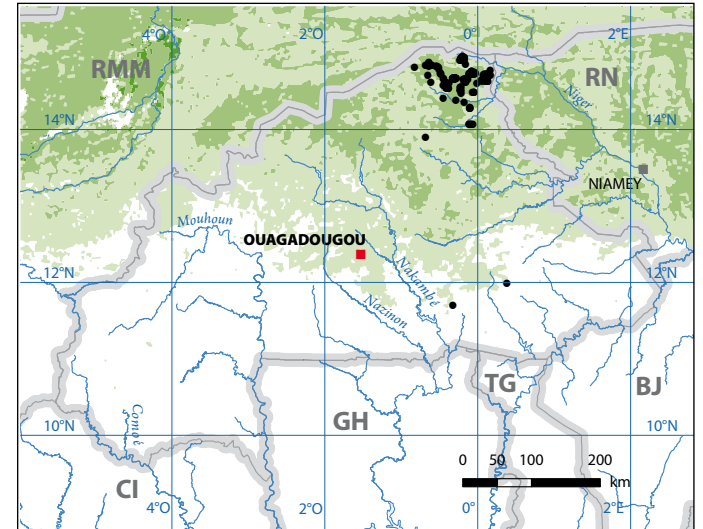 4°O 2°O 0° 2°E
RMM
RN
Niger
14°N 14°N
NIAMEY
Mouhoun
OUAGADOUGOU
Nakambé
12°N 12°N
Nazinon
TG
BJ
GH
Comoé
10°N 10°N
0 50 100 200
km
CI
4°O 2°O 0° 2°E